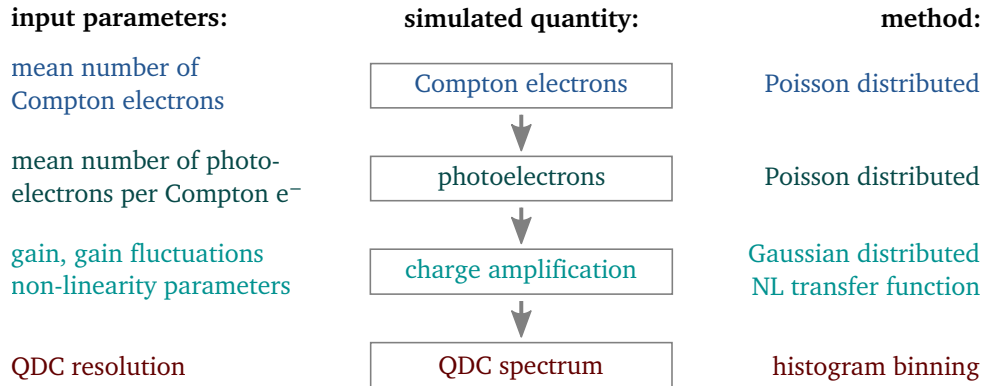 input parameters: simulated quantity: method:
mean number of
Compton electrons
Compton electrons
Poisson distributed
mean number of photo-
electrons per Compton e⁻
photoelectrons
Poisson distributed
gain, gain fluctuations
non-linearity parameters
charge amplification
Gaussian distributed
NL transfer function
QDC resolution
QDC spectrum
histogram binning